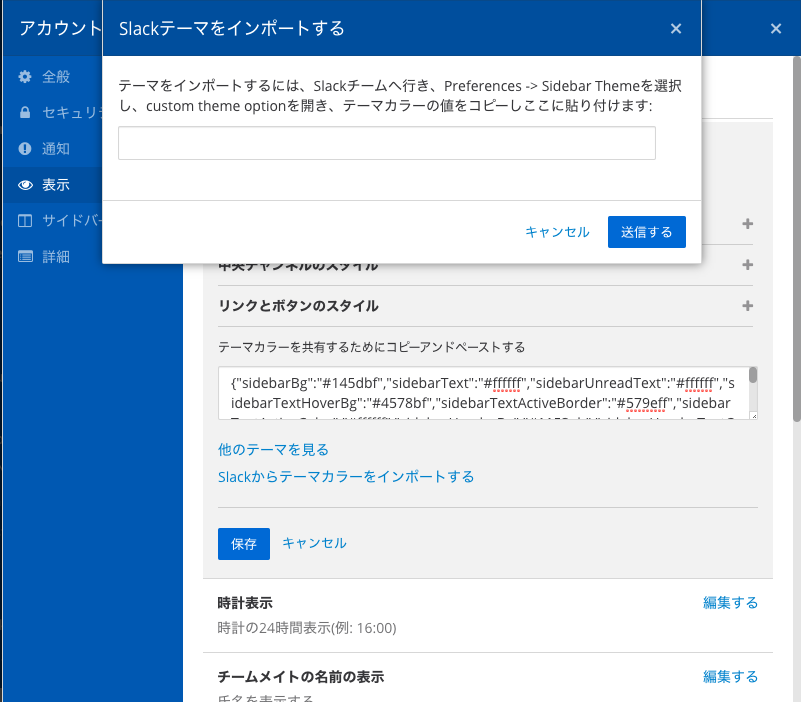 アカウント
Slackテーマをインポートする
×
×
全般
セキュリテ
通知
表示
サイドバー
詳細
テーマをインポートするには、Slackチームへ行き、Preferences -> Sidebar Themeを選択
し、custom theme optionを開き、テーマカラーの値をコピーしここに貼り付けます:
キャンセル
送信する
中央チャンネルのスタイル
リンクとボタンのスタイル
テーマカラーを共有するためにコピーアンドペーストする
{"sidebarBg":"#145dbf","sidebarText":"#ffffff","sidebarUnreadText":"#ffffff","s
idebarTextHoverBg":"#4578bf","sidebarTextActiveBorder":"#579eff","sidebar
他のテーマを見る
Slackからテーマカラーをインポートする
保存
キャンセル
時計表示
編集する
時計の24時間表示(例: 16:00)
チームメイトの名前の表示
編集する
氏名を表示する